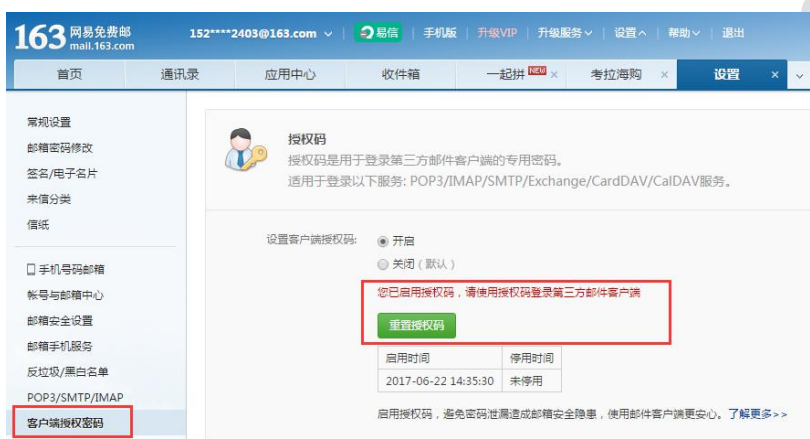 163 网易免费邮 mail.163.com 152****2403@163.com 易信 手机版 升级VIP 升级服务 设置 帮助 退出
首页 通讯录 应用中心 收件箱 一起拼 NEW × 考拉海购 × 设置 ×
常规设置
邮箱密码修改
签名/电子名片
来信分类
信纸
手机号码邮箱
帐号与邮箱中心
邮箱安全设置
邮箱手机服务
反垃圾/黑白名单
POP3/SMTP/IMAP
客户端授权密码
授权码
授权码是用于登录第三方邮件客户端的专用密码。
适用于登录以下服务: POP3/IMAP/SMTP/Exchange/CardDAV/CalDAV服务。
设置客户端授权码: 开启
关闭（默认）
您已启用授权码，请使用授权码登录第三方邮件客户端
重置授权码
启用时间 停用时间
2017-06-22 14:35:30 未停用
启用授权码，避免密码泄漏造成邮箱安全隐患，使用邮件客户端更安心。了解更多>>